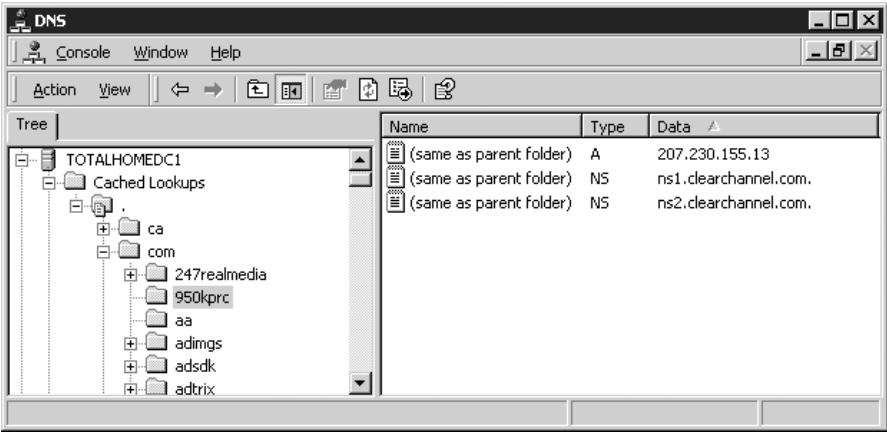 DNS
Console Window Help
Action View
Tree
TOTALHOMEDC1
Cached Lookups
.
ca
com
247realmedia
950kprc
aa
adimgs
adsdk
adtrix
Name Type Data
(same as parent folder) A 207.230.155.13
(same as parent folder) NS ns1.clearchannel.com.
(same as parent folder) NS ns2.clearchannel.com.